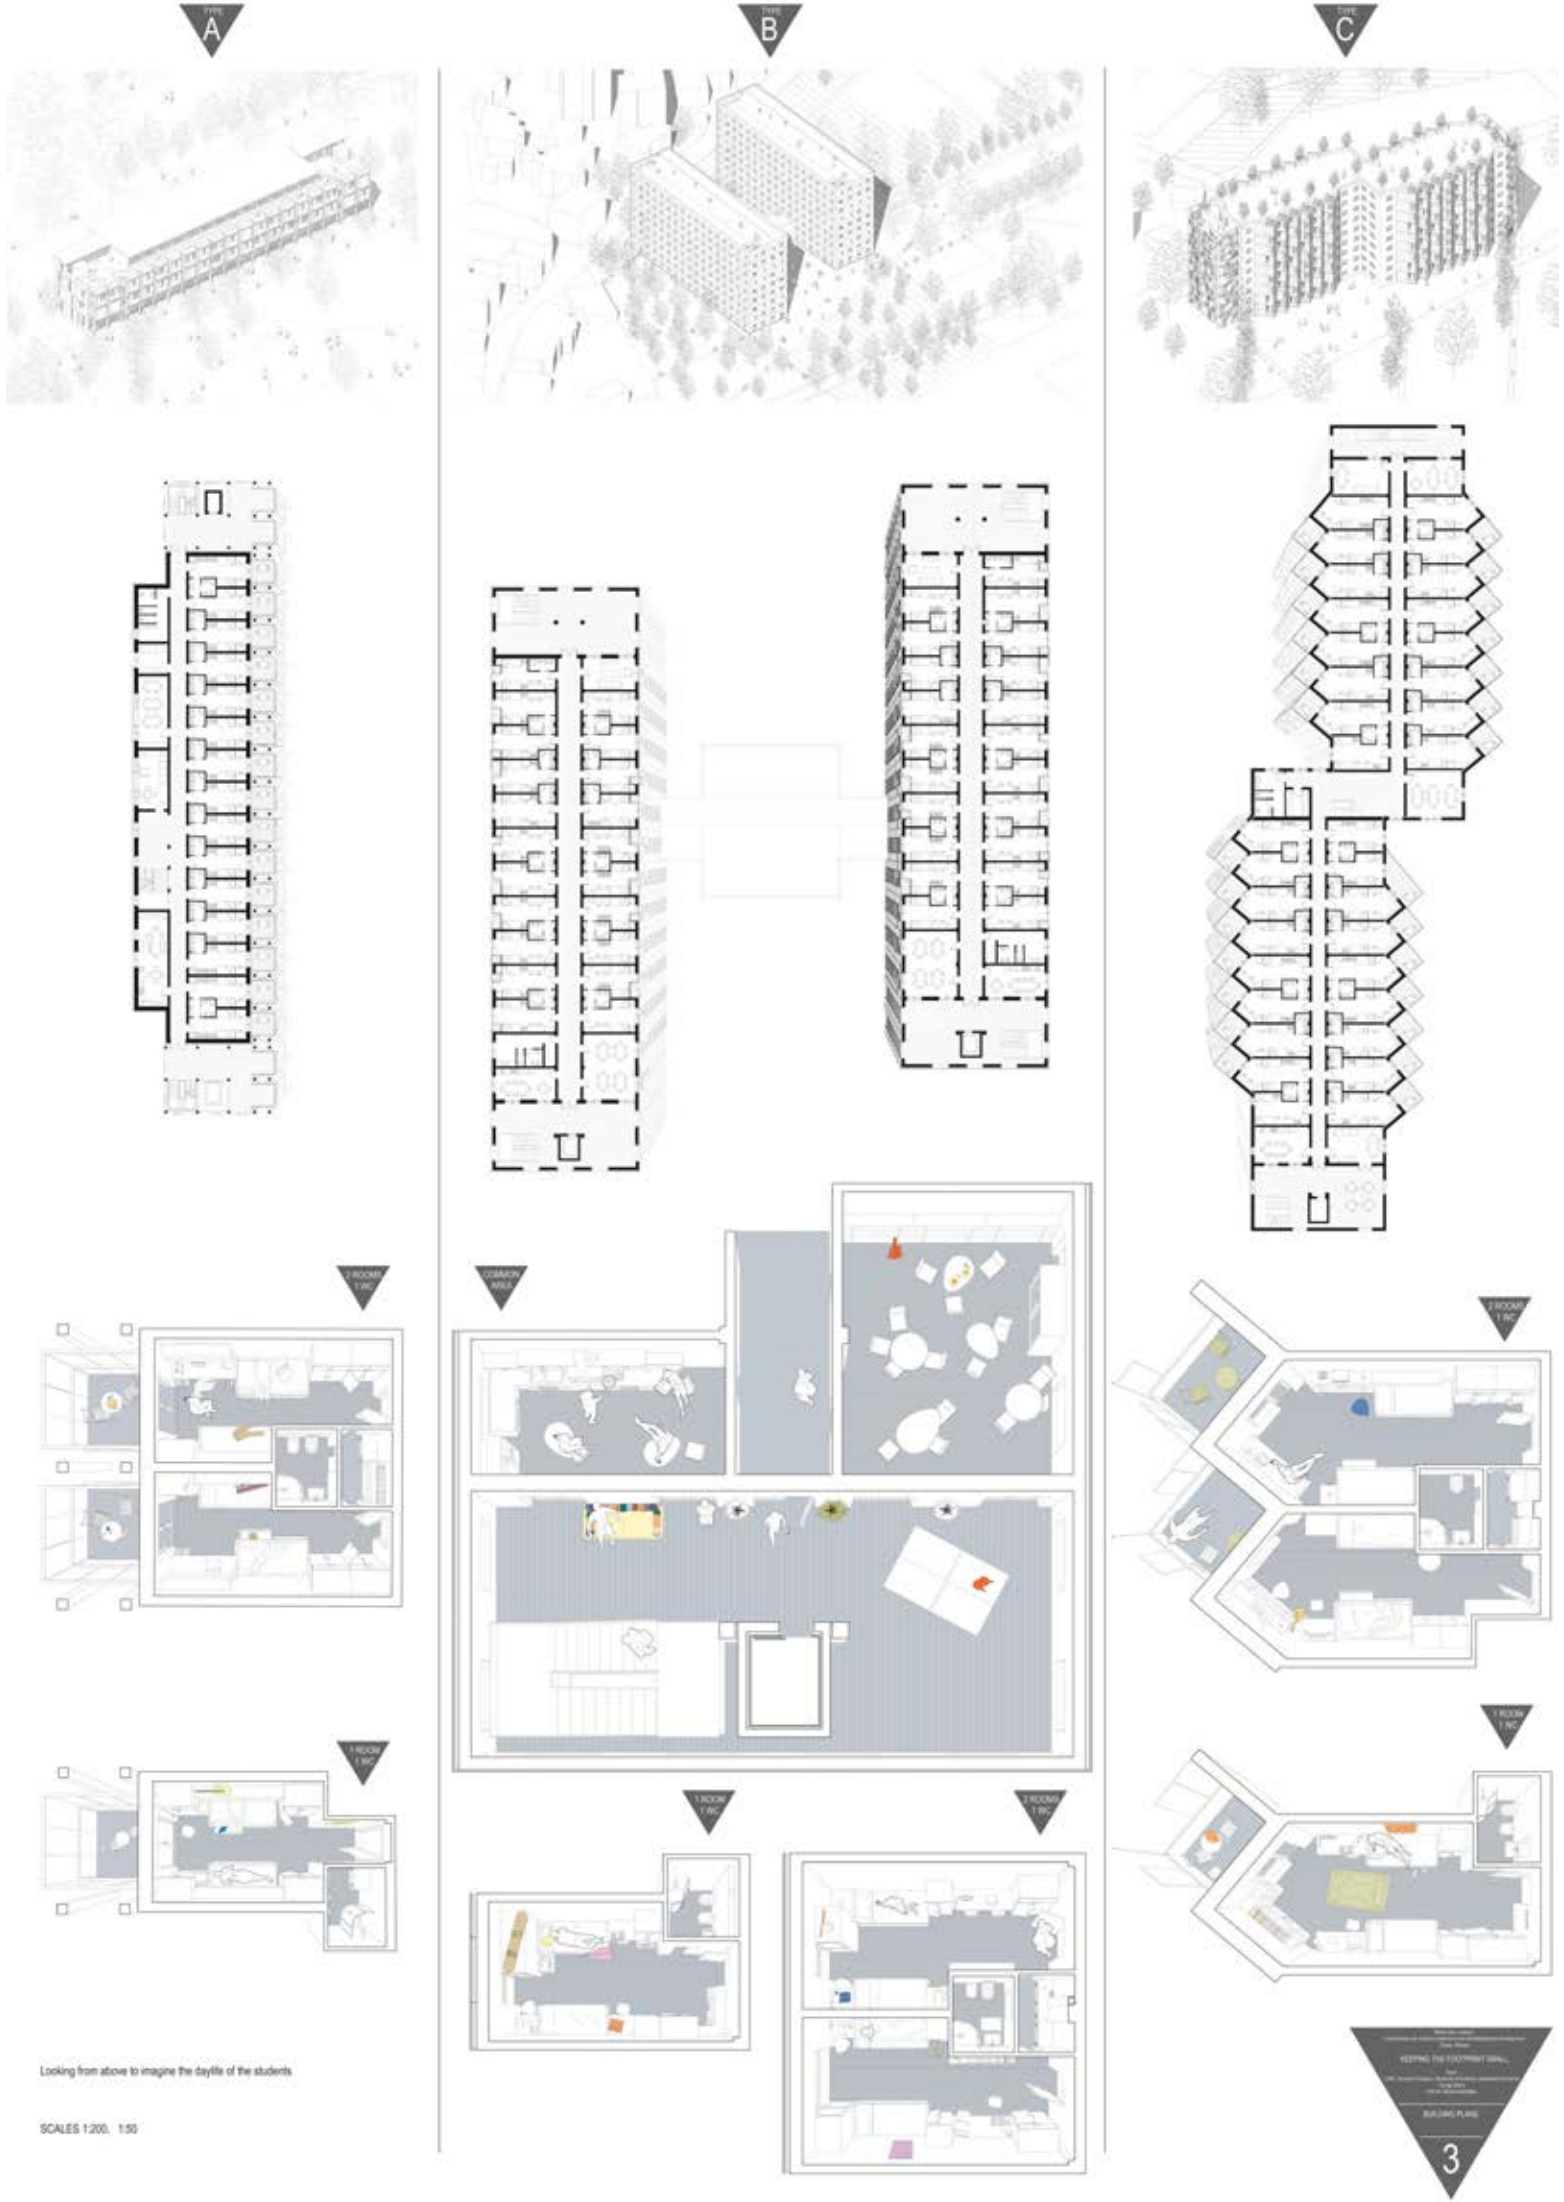 TYPE
A
TYPE
B
TYPE
C
2 ROOMS
1 WC
COMMON
AREA
2 ROOMS
1 WC
1 ROOM
1 WC
1 ROOM
1 WC
1 ROOM
1 WC
2 ROOMS
1 WC
Looking from above to imagine the daylife of the students
SCALES 1:200, 1:50
KEEPING THE FOOTPRINT SMALL
BUILDING PLANS
3